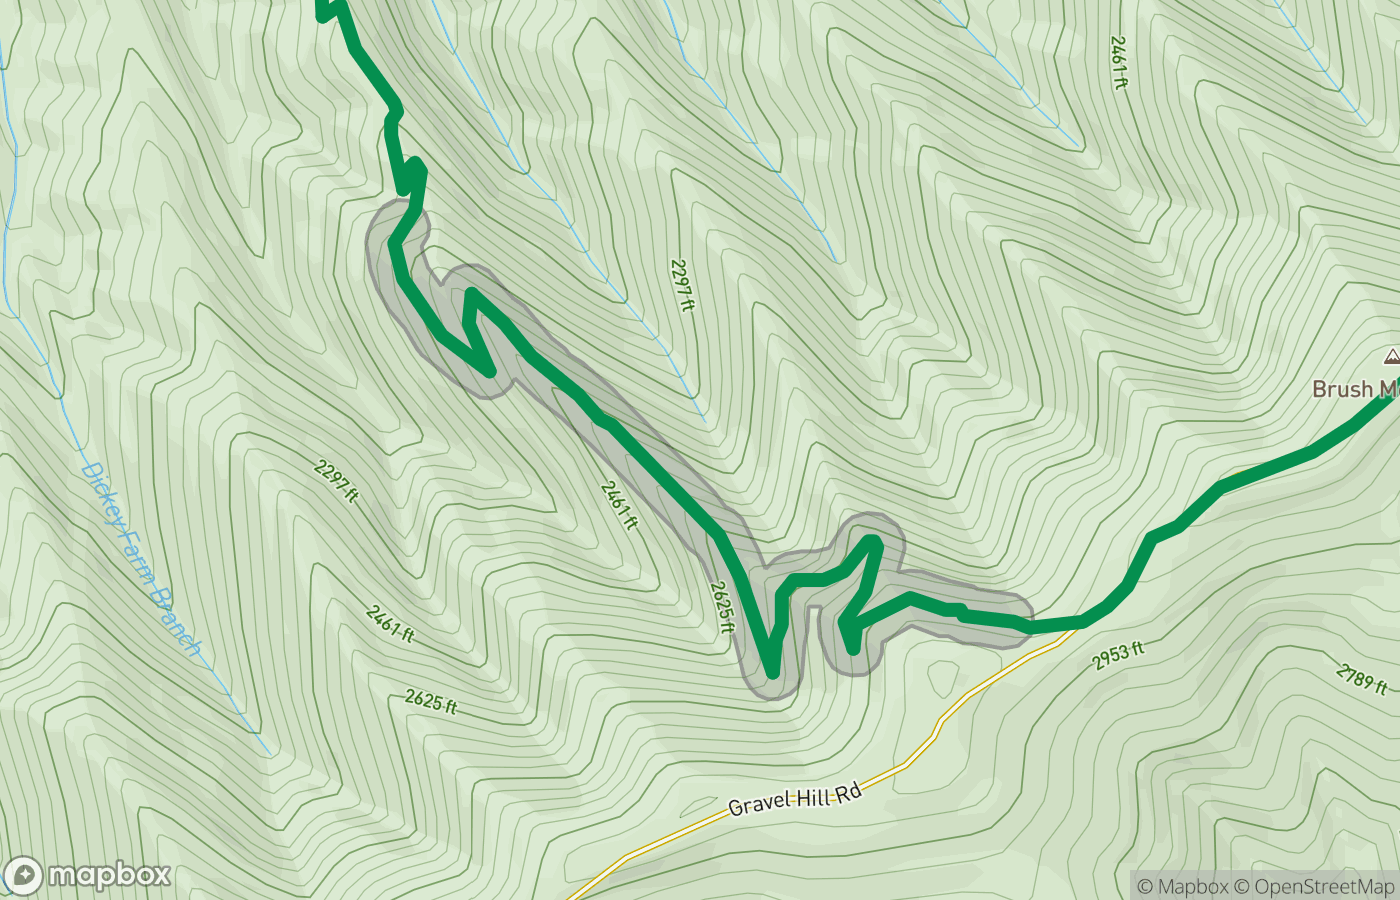 2461 ft
2297 ft
Brush M
2297 ft
2461 ft
Dickey Farm Branch
2625 ft
2461 ft
2953 ft
2789 ft
2625 ft
Gravel Hill Rd
mapbox
© Mapbox © OpenStreetMap